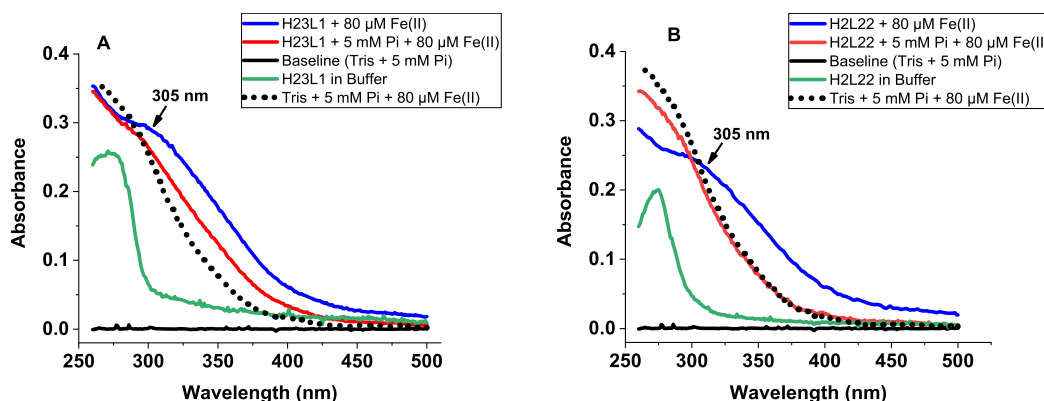 A
H23L1 + 80 µM Fe(II)
H23L1 + 5 mM Pi + 80 µM Fe(II)
Baseline (Tris + 5 mM Pi)
H23L1 in Buffer
Tris + 5 mM Pi + 80 µM Fe(II)
305 nm
Absorbance
0.4
0.3
0.2
0.1
0.0
250 300 350 400 450 500
Wavelength (nm)
B
H2L22 + 80 µM Fe(II)
H2L22 + 5 mM Pi + 80 µM Fe(II)
Baseline (Tris + 5 mM Pi)
H2L22 in Buffer
Tris + 5 mM Pi + 80 µM Fe(II)
305 nm
Absorbance
0.4
0.2
0.0
250 300 350 400 450 500
Wavelength (nm)